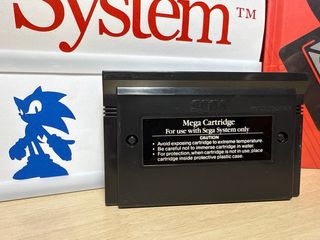 System™
SEGA
Mega Cartridge
For use with Sega System only
CAUTION
• Avoid exposing cartridge to extreme temperature.
• Be careful not to immerse cartridge in water.
• For protection, when cartridge is not in use, place
cartridge inside protective plastic case.